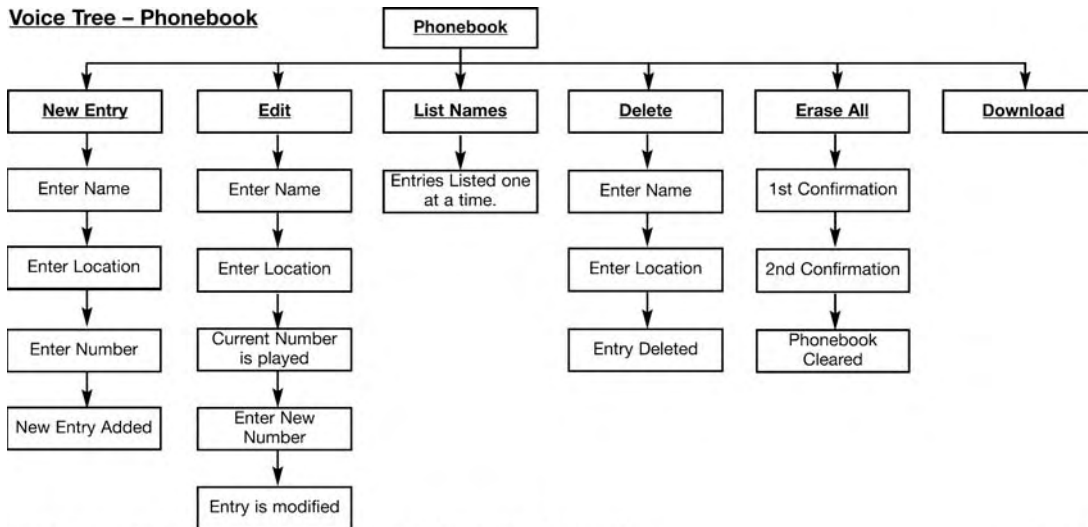 Voice Tree – Phonebook
Phonebook
New Entry
Edit
List Names
Delete
Erase All
Download
Enter Name
Enter Name
Entries Listed one
at a time.
Enter Name
1st Confirmation
Enter Location
Enter Location
Enter Location
2nd Confirmation
Enter Number
Current Number
is played
Entry Deleted
Phonebook
Cleared
New Entry Added
Enter New
Number
Entry is modified